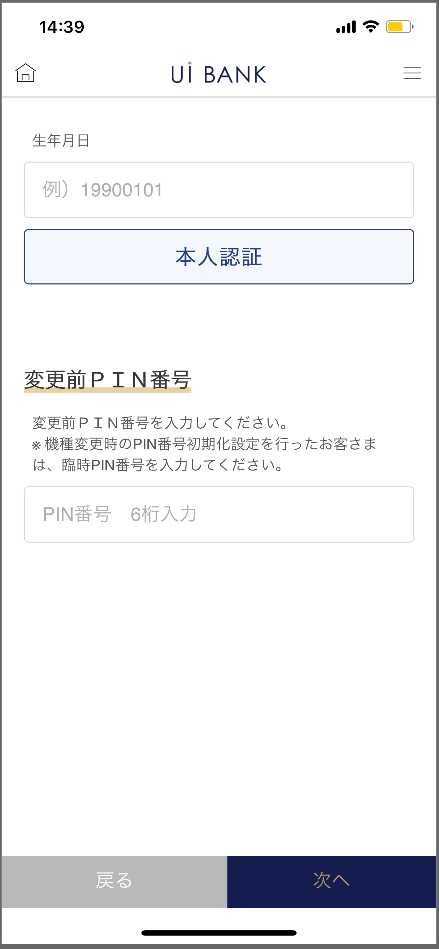 14:39
UI BANK
生年月日
例）19900101
本人認証
変更前ＰＩＮ番号
変更前ＰＩＮ番号を入力してください。
※機種変更時のPIN番号初期化設定を行ったお客さま
は、臨時PIN番号を入力してください。
PIN番号　6桁入力
戻る
次へ